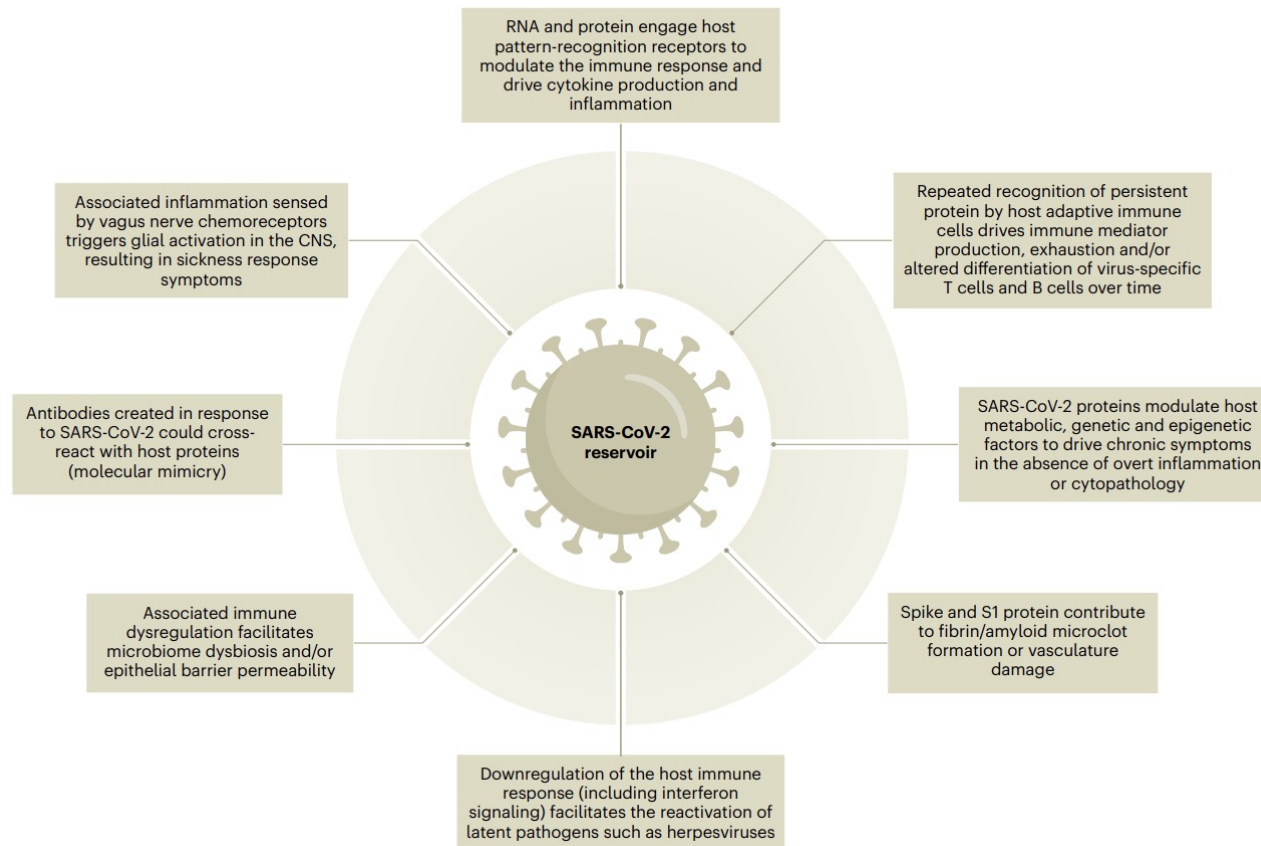 RNA and protein engage host
pattern-recognition receptors to
modulate the immune response and
drive cytokine production and
inflammation
Repeated recognition of persistent
protein by host adaptive immune
cells drives immune mediator
production, exhaustion and/or
altered differentiation of virus-specific
T cells and B cells over time
SARS-CoV-2 proteins modulate host
metabolic, genetic and epigenetic
factors to drive chronic symptoms
in the absence of overt inflammation
or cytopathology
Spike and S1 protein contribute
to fibrin/amyloid microclot
formation or vasculature
damage
Downregulation of the host immune
response (including interferon
signaling) facilitates the reactivation of
latent pathogens such as herpesviruses
Associated immune
dysregulation facilitates
microbiome dysbiosis and/or
epithelial barrier permeability
Antibodies created in response
to SARS-CoV-2 could cross-
react with host proteins
(molecular mimicry)
Associated inflammation sensed
by vagus nerve chemoreceptors
triggers glial activation in the CNS,
resulting in sickness response
symptoms
SARS-CoV-2
reservoir